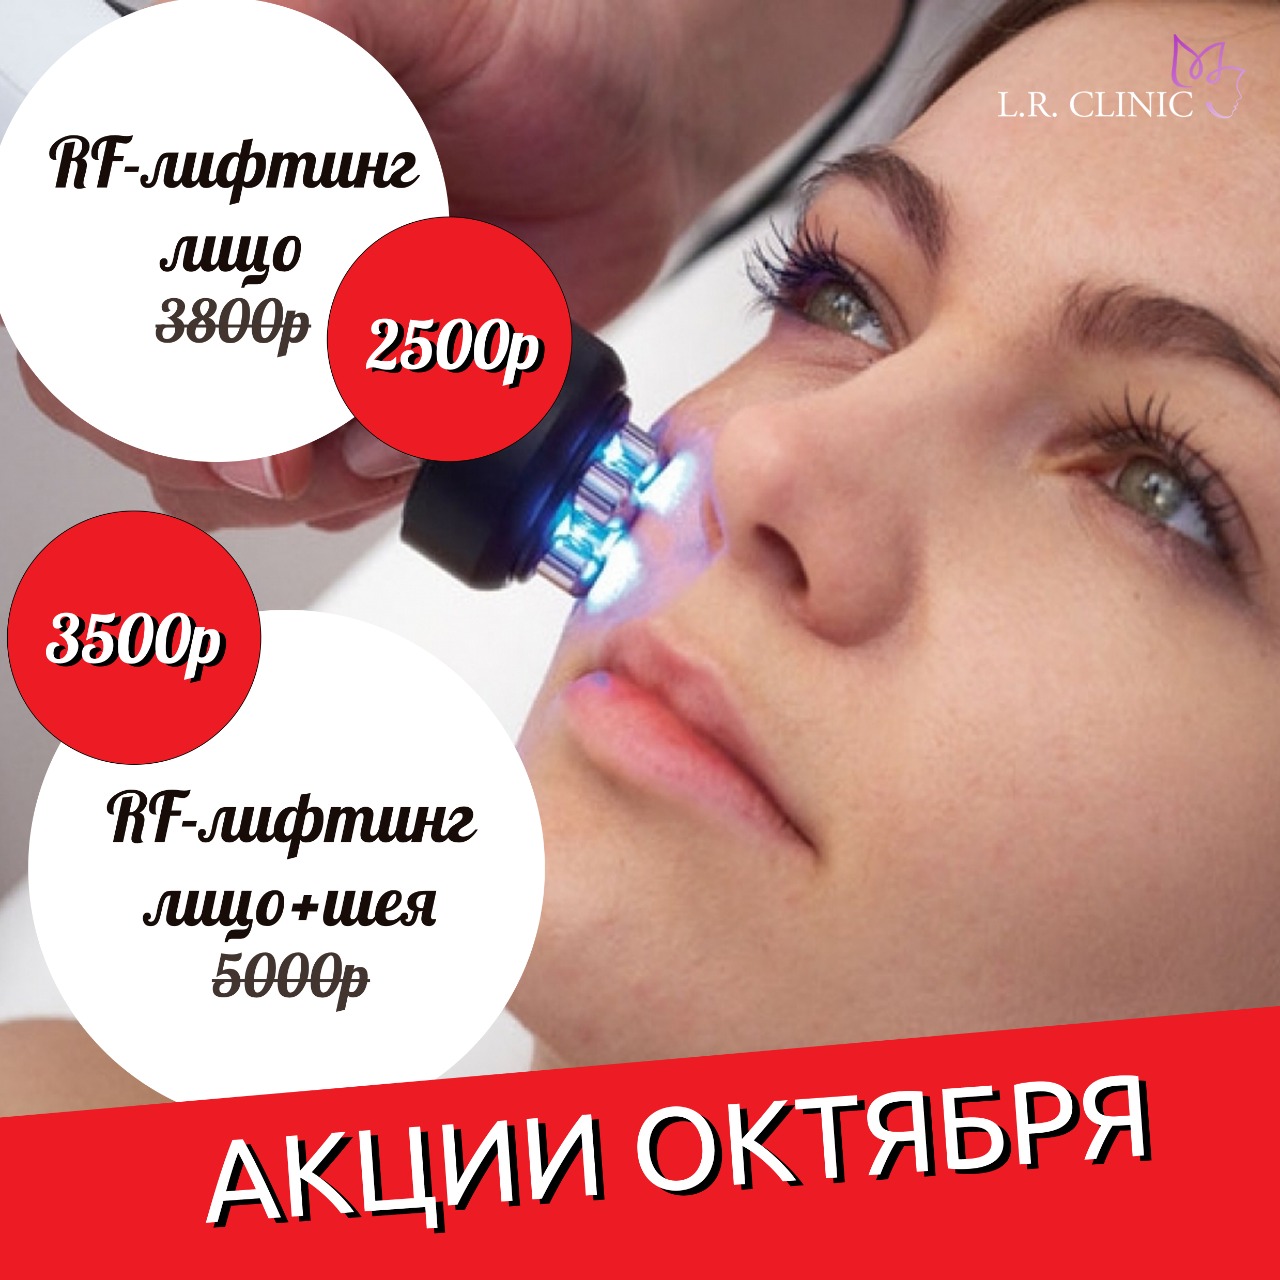 L.R. CLINIC
RF-лифтинг
лицо
3800р
2500р
3500р
RF-лифтинг
лицо+шея
5000р
АКЦИИ ОКТЯБРЯ